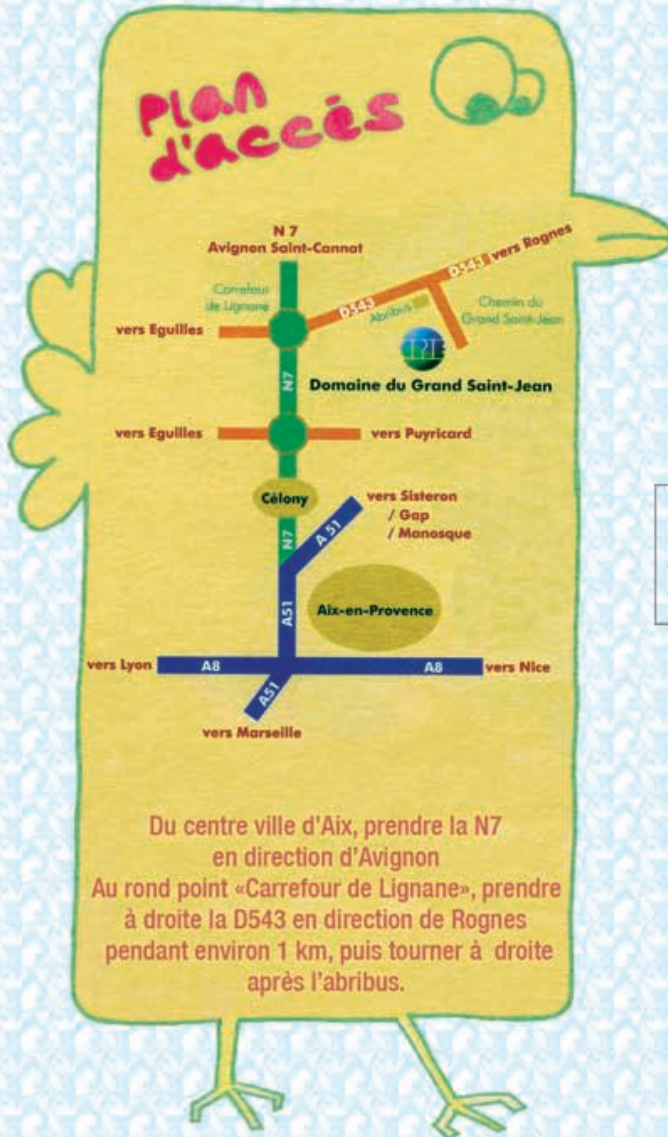 Plan
d'accès
N 7
Avignon Saint-Cannat
D543 vers Rognes
Carrefour
de Lignane
D543
Abribus
Chemin du
Grand Saint-Jean
vers Eguilles
CPIE
N7
Domaine du Grand Saint-Jean
vers Eguilles
vers Puyricard
Célony
vers Sisteron
/ Gap
/ Manosque
N7
A 51
A51
Aix-en-Provence
vers Lyon
A8
A8
vers Nice
A51
vers Marseille
Du centre ville d'Aix, prendre la N7
en direction d'Avignon
Au rond point «Carrefour de Lignane», prendre
à droite la D543 en direction de Rognes
pendant environ 1 km, puis tourner à droite
après l'abribus.